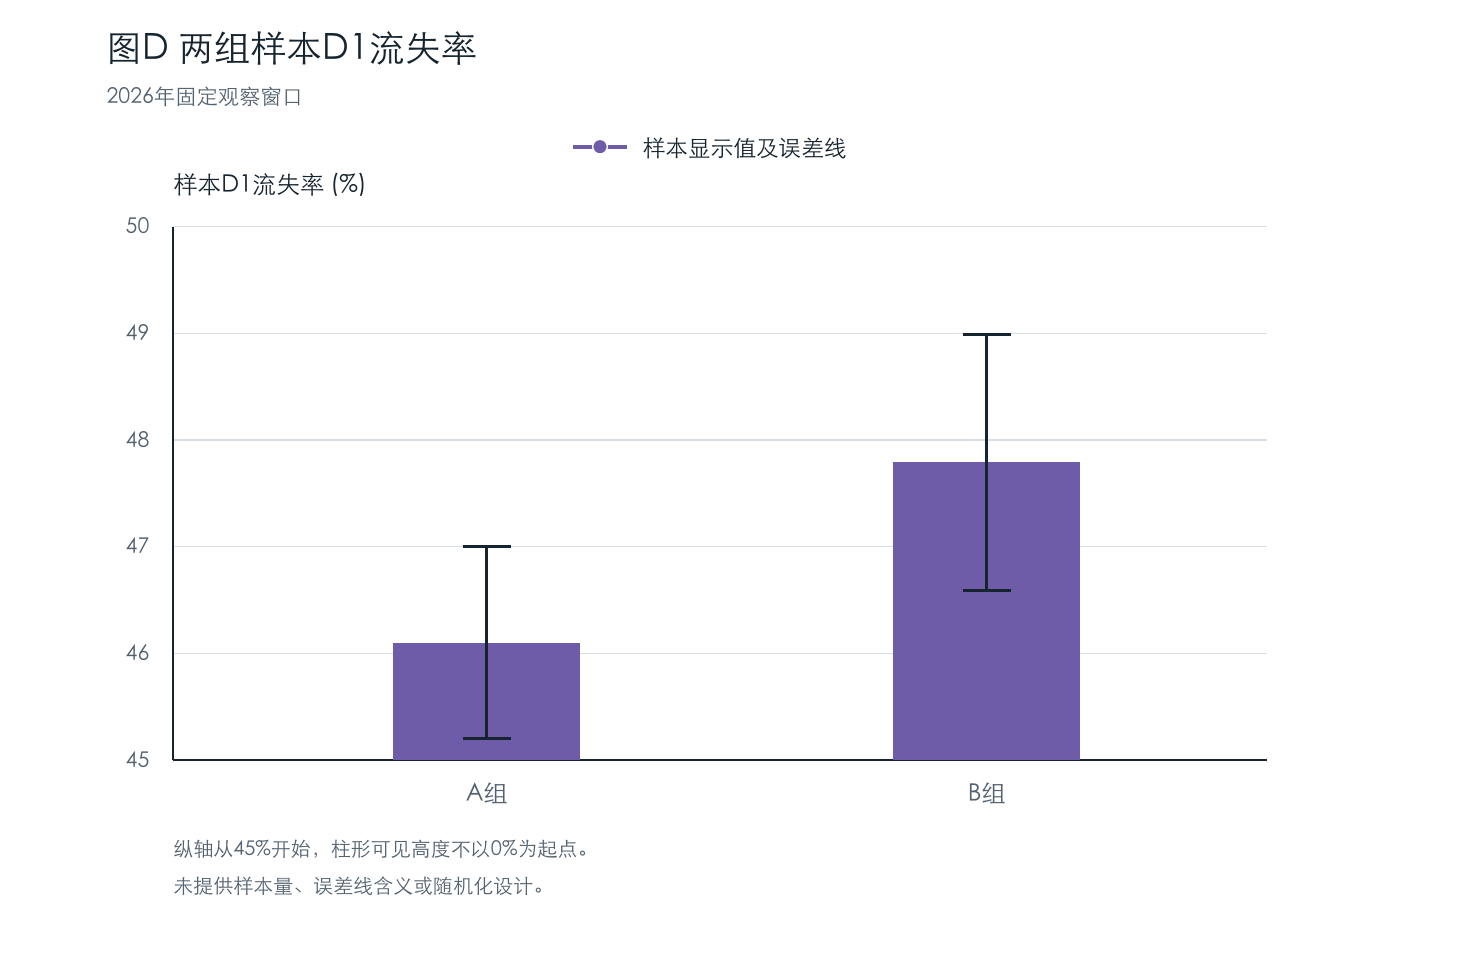 图D 两组样本D1流失率
2026年固定观察窗口
样本显示值及误差线
样本D1流失率 (%)
50
49
48
47
46
45
A组
B组
纵轴从45%开始，柱形可见高度不以0%为起点。
未提供样本量、误差线含义或随机化设计。